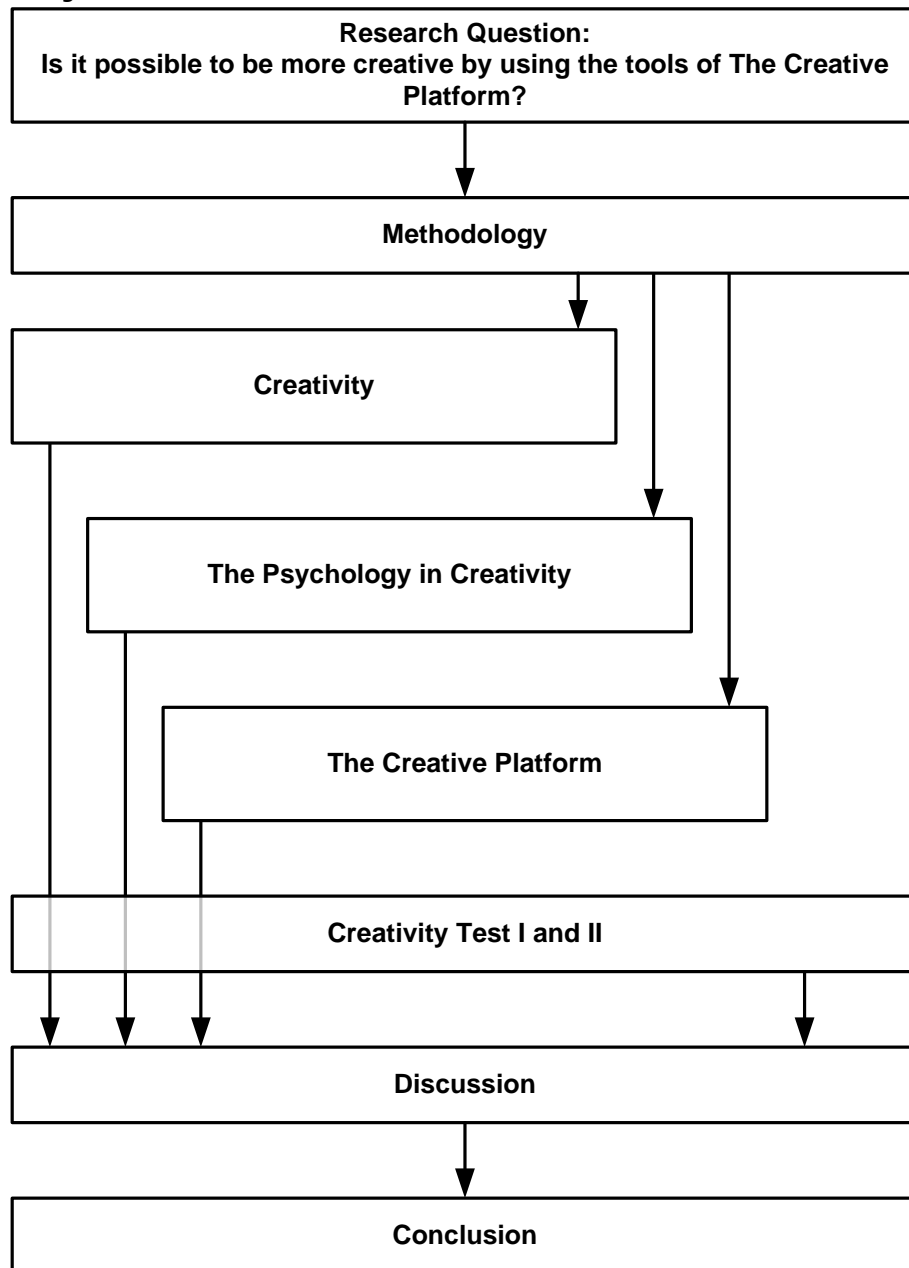 Research Question:
Is it possible to be more creative by using the tools of The Creative
Platform?
Methodology
Creativity
The Psychology in Creativity
The Creative Platform
Creativity Test I and II
Discussion
Conclusion